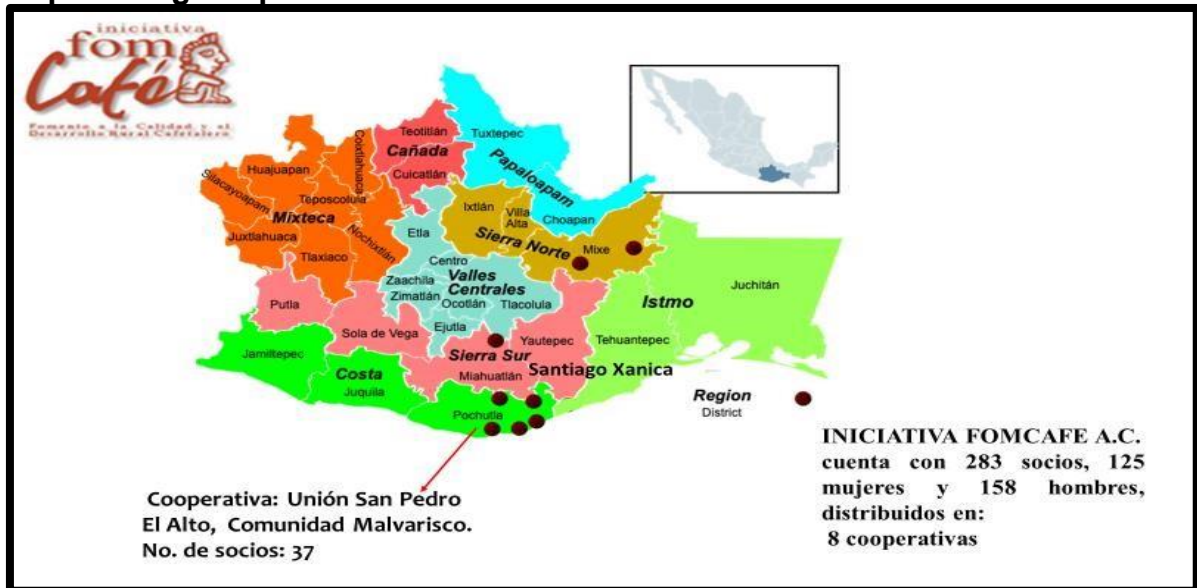 iniciativa
fom
Café
Fomento a la Calidad y el
Desarrollo Rural Cafetalero
Teotitlán
Cañada
Cuicatlán
Tuxtepec
Papaloapam
Choapan
Coixtlahuaca
Huajuapan
Silacayoapam
Teposcolula
Mixteca
Juxtlahuaca
Nochixtlán
Tlaxiaco
Ixtlán
Villa
Alta
Sierra Norte
Mixe
Etla
Centro
Valles
Centrales
Zaachila
Zimatlán
Ocotlán
Tlacolula
Ejutla
Putla
Sola de Vega
Yautepec
Sierra Sur
Miahuatlán
Santiago Xanica
Istmo
Juchitán
Tehuantepec
Jamiltepec
Costa
Juquila
Pochutla
Region
District
Cooperativa: Unión San Pedro
El Alto, Comunidad Malvarisco.
No. de socios: 37
INICIATIVA FOMCAFE A.C.
cuenta con 283 socios, 125
mujeres y 158 hombres,
distribuidos en:
8 cooperativas